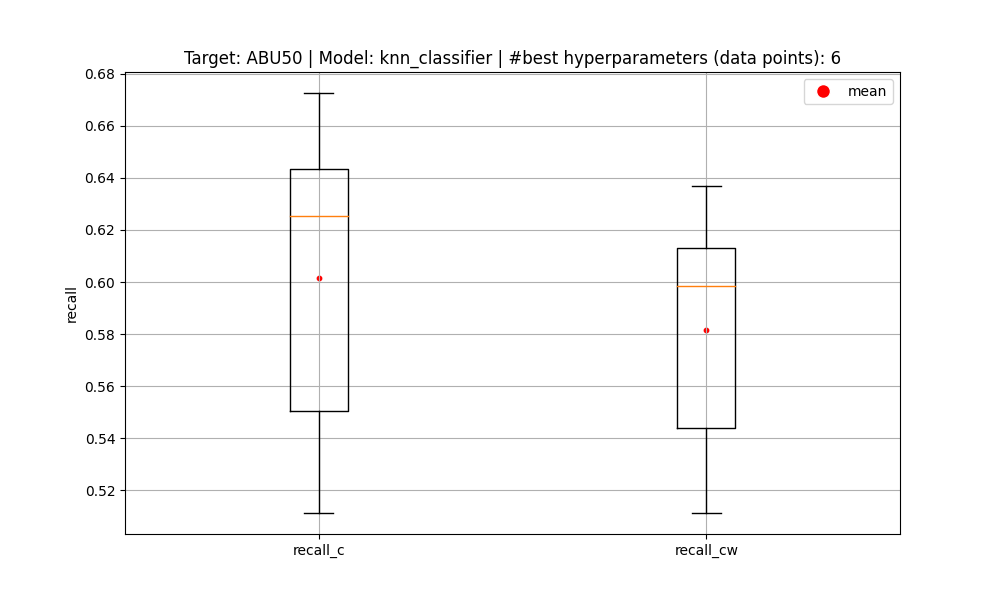 Target: ABU50 | Model: knn_classifier | #best hyperparameters (data points): 6
mean
0.68
0.66
0.64
0.62
0.60
0.58
0.56
0.54
0.52
recall
recall_c
recall_cw